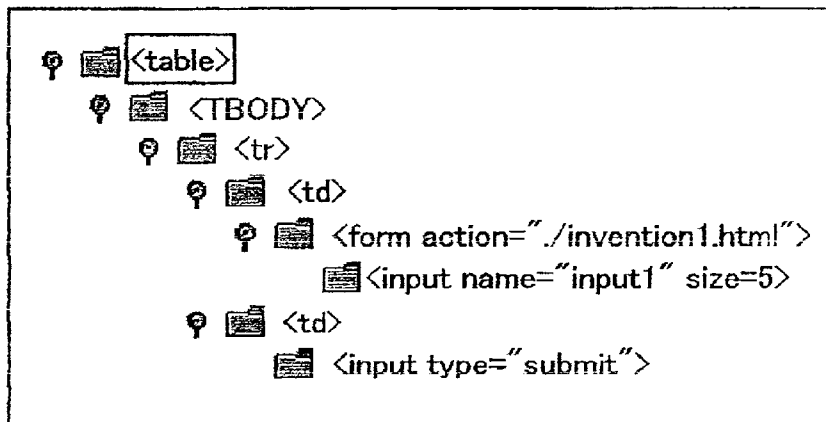 <table>
<TBODY>
<tr>
<td>
<form action="./invention1.html">
<input name="input1" size=5>
<td>
<input type="submit">